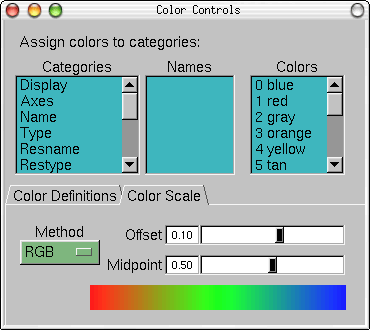 Color Controls
Assign colors to categories:
Categories Names Colors
Display
Axes
Name
Type
Resname
Restype
0 blue
1 red
2 gray
3 orange
4 yellow
5 tan
Color Definitions Color Scale
Method
RGB
Offset 0.10
Midpoint 0.50